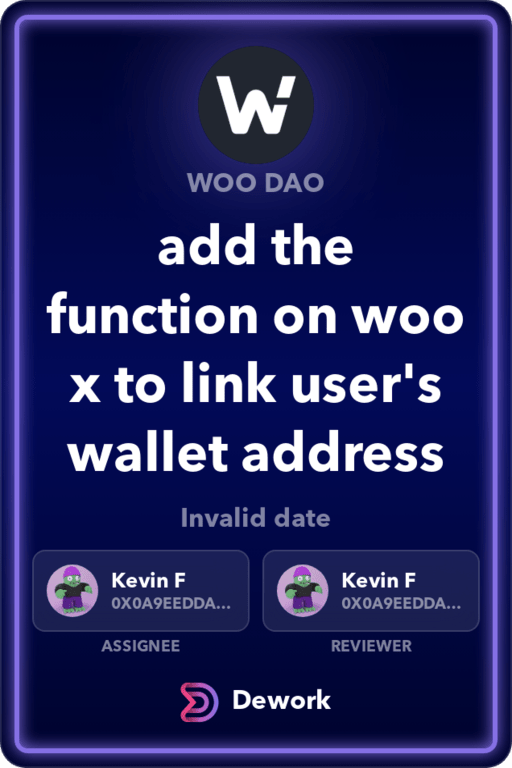 WOO DAO
add the
function on woo
x to link user's
wallet address
Invalid date
Kevin F
0X0A9EEDDA...
ASSIGNEE
Kevin F
0X0A9EEDDA...
REVIEWER
Dework